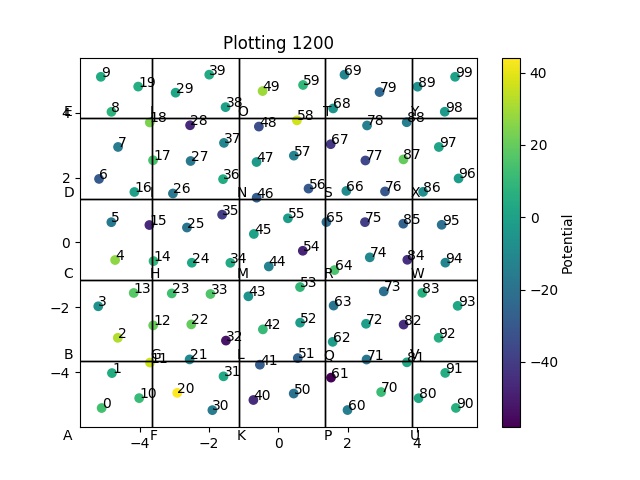 Plotting 1200
9 19 29 39 49 59 69 79 89 99
8 38 68 98
E I O T Y
4
18 28 48 58 78 88
7 17 27 37 47 57 67 77 87 97
2
6 16 26 36 46 56 66 76 86 96
D N S X
5 15 25 35 45 55 65 75 85 95
0
4 14 24 34 44 54 64 74 84 94
C H M R W
−2
3 13 23 33 43 53 63 73 83 93
2 12 22 32 42 52 62 72 82 92
B G L Q V
11 21 41 51 71 81
−4
1 31 61 91
0 10 20 30 40 50 60 70 80 90
A F K P U
−4 −2 0 2 4
40
20
0
−20
−40
Potential